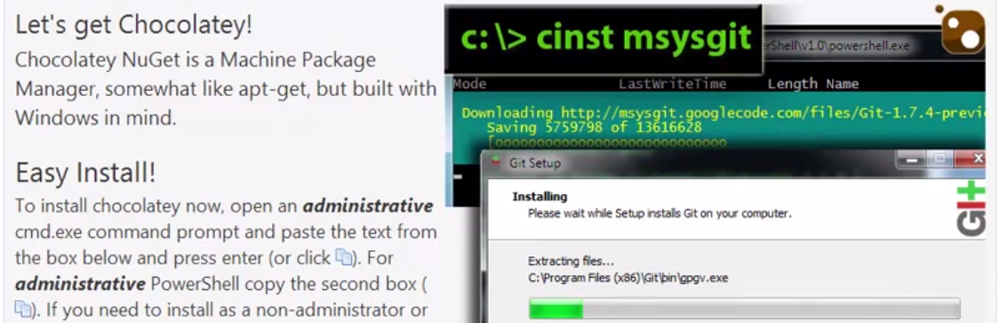 Let's get Chocolatey!
Chocolatey NuGet is a Machine Package
Manager, somewhat like apt-get, but built with
Windows in mind.
Easy Install!
To install chocolatey now, open an administrative
cmd.exe command prompt and paste the text from
the box below and press enter (or click ). For
administrative PowerShell copy the second box (
). If you need to install as a non-administrator or
c:\> cinst msysgit
erShell\v1.0\powershell.exe
Mode LastWriteTime Length Name
Downloading http://msysgit.googlecode.com/files/Git-1.7.4-previ
Saving 5759798 of 13616628
[oooooooooooooooooooooooooooo
Git Setup
Installing
Please wait while Setup installs Git on your computer.
GIt
Extracting files...
C:\Program Files (x86)\Git\bin\gpgv.exe